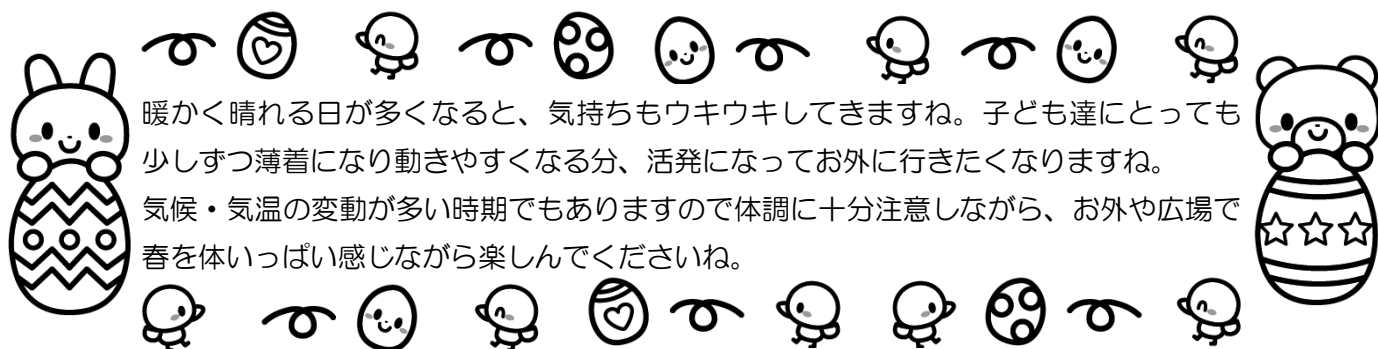 暖かく晴れる日が多くなると、気持ちもウキウキしてきますね。子ども達にとっても
少しずつ薄着になり動きやすくなる分、活発になってお外に行きたくなりますね。
気候・気温の変動が多い時期でもありますので体調に十分注意しながら、お外や広場で
春を体いっぱい感じながら楽しんでくださいね。